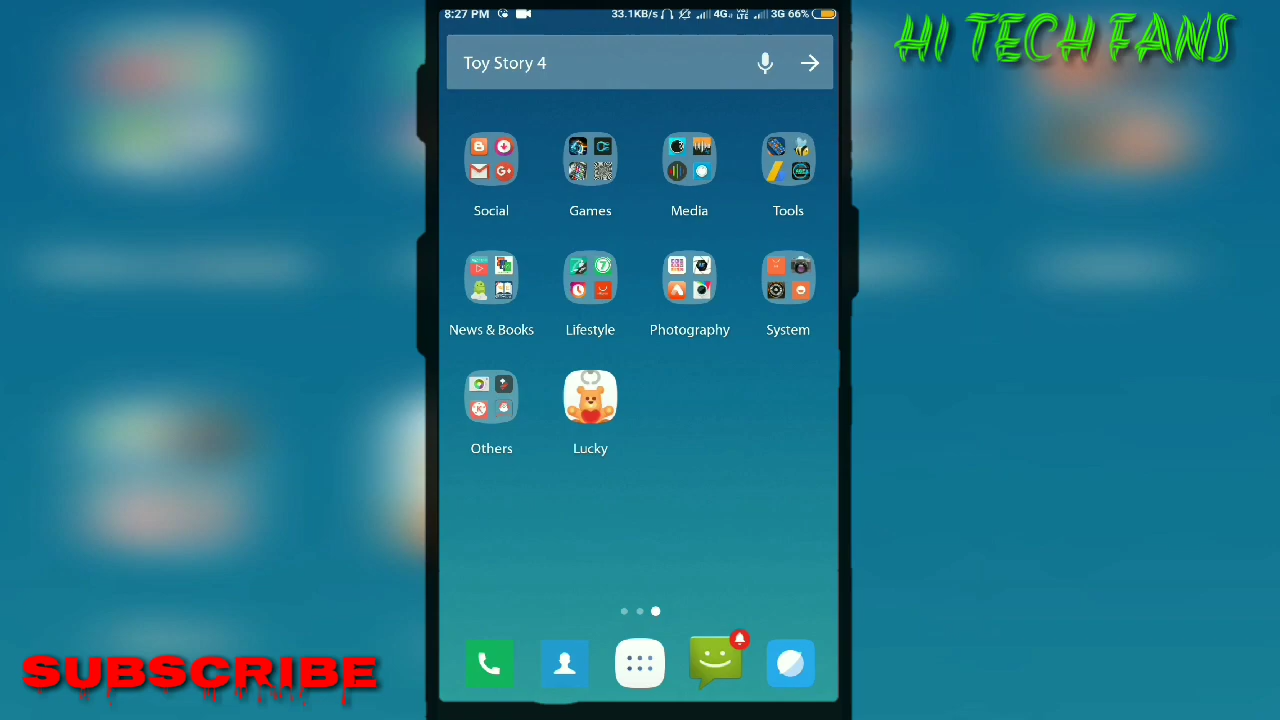 8:27 PM 33.1KB/s 4G VoLTE 3G 66%
HI TECH FANS
Toy Story 4
Social Games Media Tools
News & Books Lifestyle Photography System
Others Lucky
SUBSCRIBE